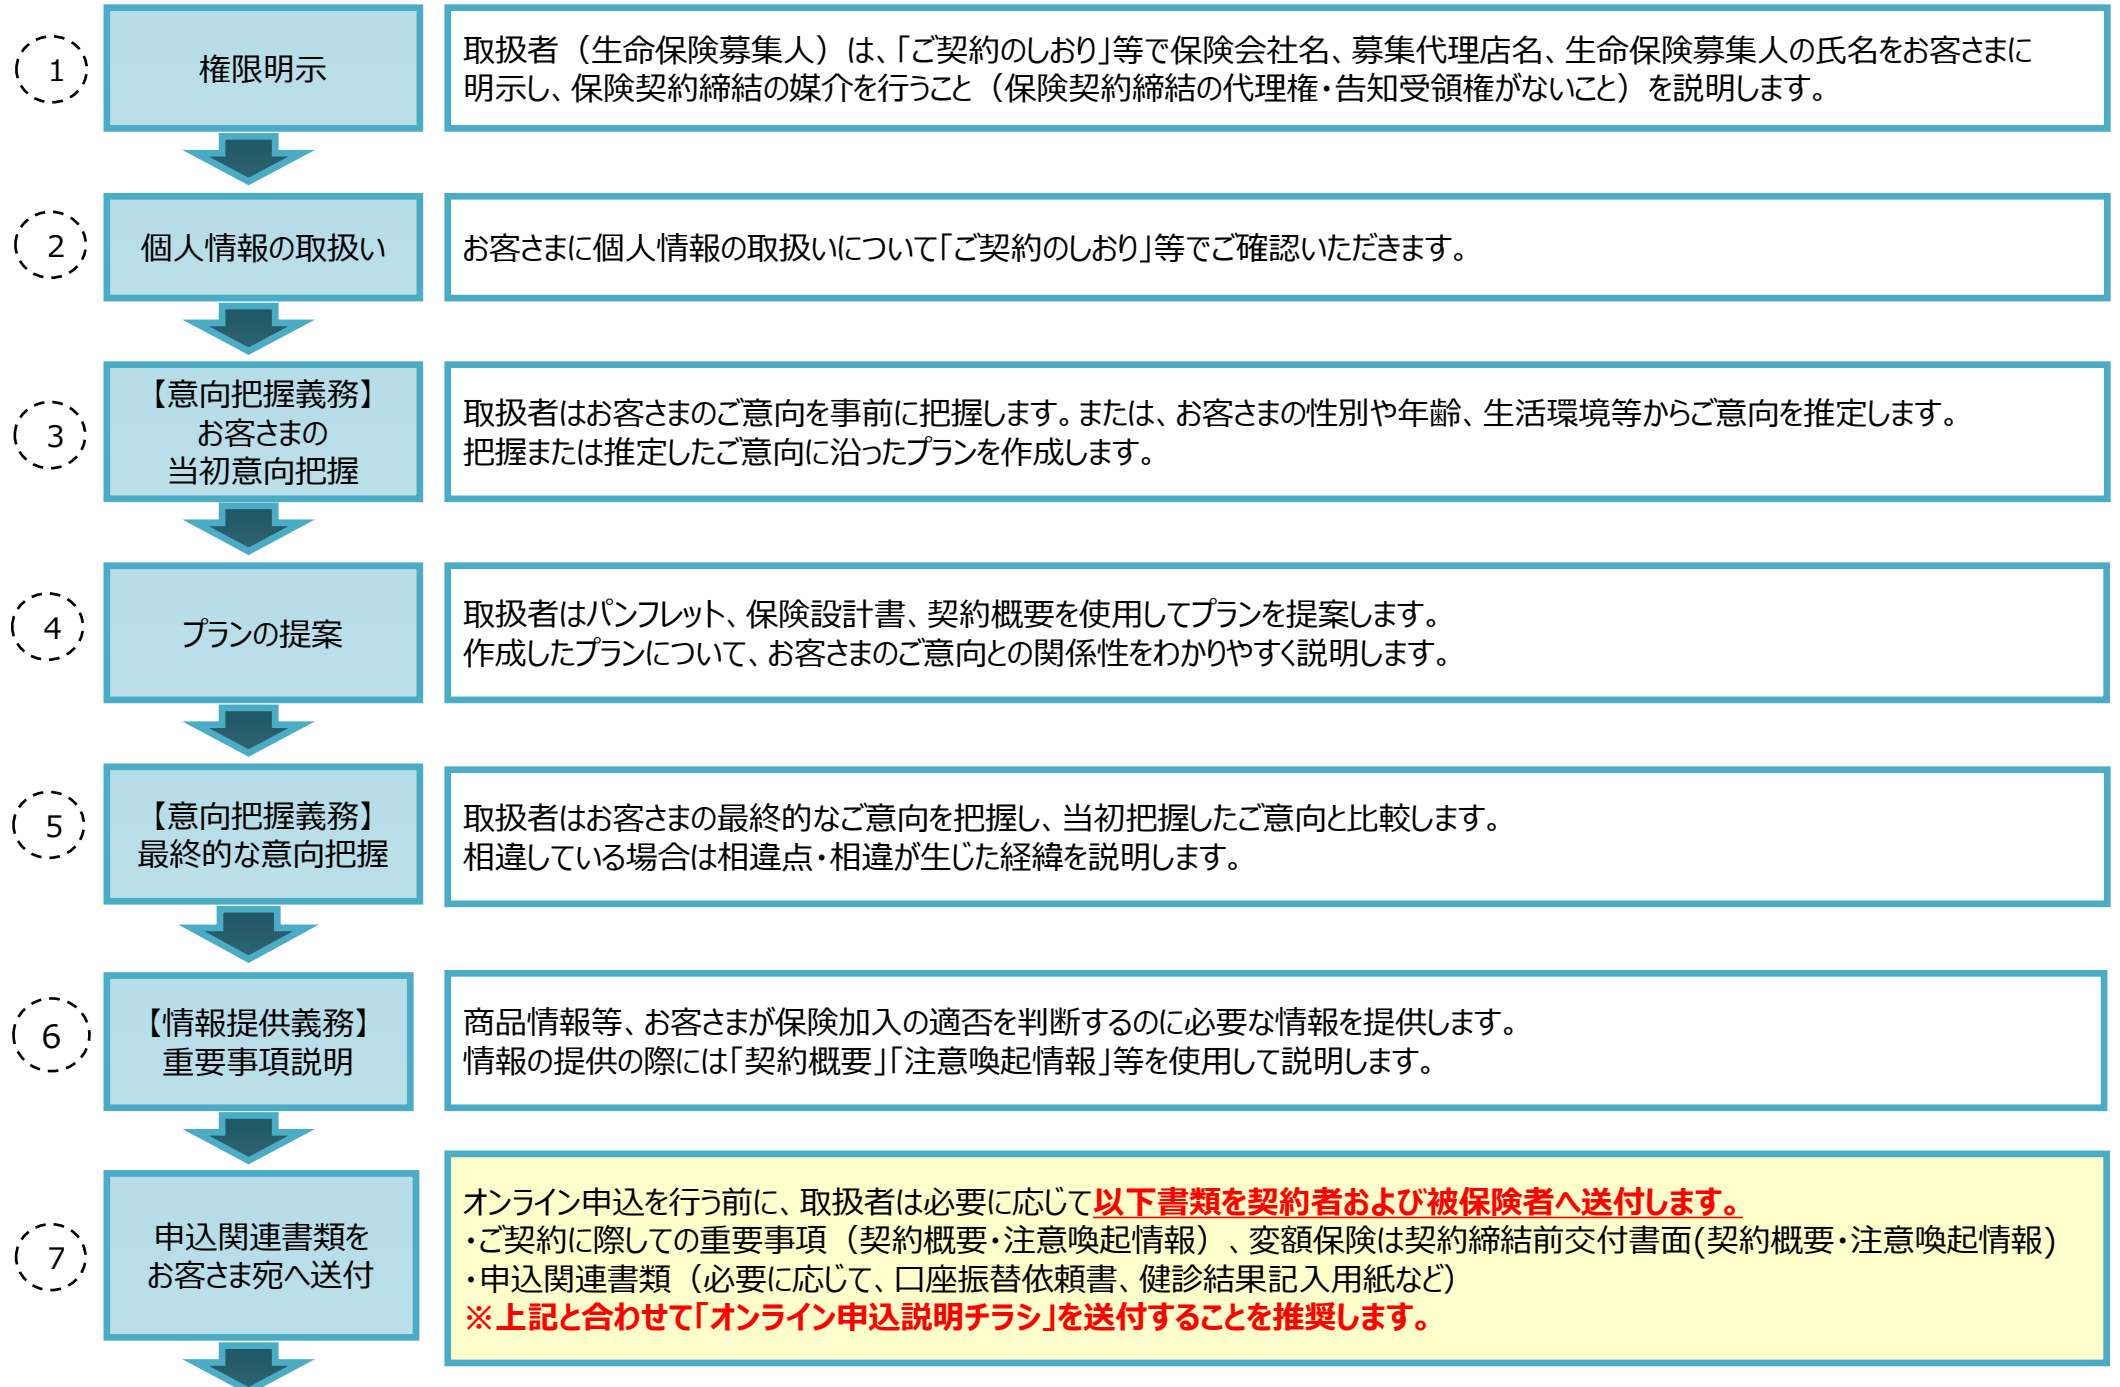 1
権限明示
取扱者（生命保険募集人）は、「ご契約のしおり」等で保険会社名、募集代理店名、生命保険募集人の氏名をお客さまに
明示し、保険契約締結の媒介を行うこと（保険契約締結の代理権・告知受領権がないこと）を説明します。
2
個人情報の取扱い
お客さまに個人情報の取扱いについて「ご契約のしおり」等でご確認いただきます。
3
【意向把握義務】
お客さまの
当初意向把握
取扱者はお客さまのご意向を事前に把握します。または、お客さまの性別や年齢、生活環境等からご意向を推定します。
把握または推定したご意向に沿ったプランを作成します。
4
プランの提案
取扱者はパンフレット、保険設計書、契約概要を使用してプランを提案します。
作成したプランについて、お客さまのご意向との関係性をわかりやすく説明します。
5
【意向把握義務】
最終的な意向把握
取扱者はお客さまの最終的なご意向を把握し、当初把握したご意向と比較します。
相違している場合は相違点・相違が生じた経緯を説明します。
6
【情報提供義務】
重要事項説明
商品情報等、お客さまが保険加入の適否を判断するのに必要な情報を提供します。
情報の提供の際には「契約概要」「注意喚起情報」等を使用して説明します。
7
申込関連書類を
お客さま宛へ送付
オンライン申込を行う前に、取扱者は必要に応じて以下書類を契約者および被保険者へ送付します。
・ご契約に際しての重要事項（契約概要・注意喚起情報）、変額保険は契約締結前交付書面(契約概要・注意喚起情報)
・申込関連書類（必要に応じて、口座振替依頼書、健診結果記入用紙など）
※上記と合わせて「オンライン申込説明チラシ」を送付することを推奨します。